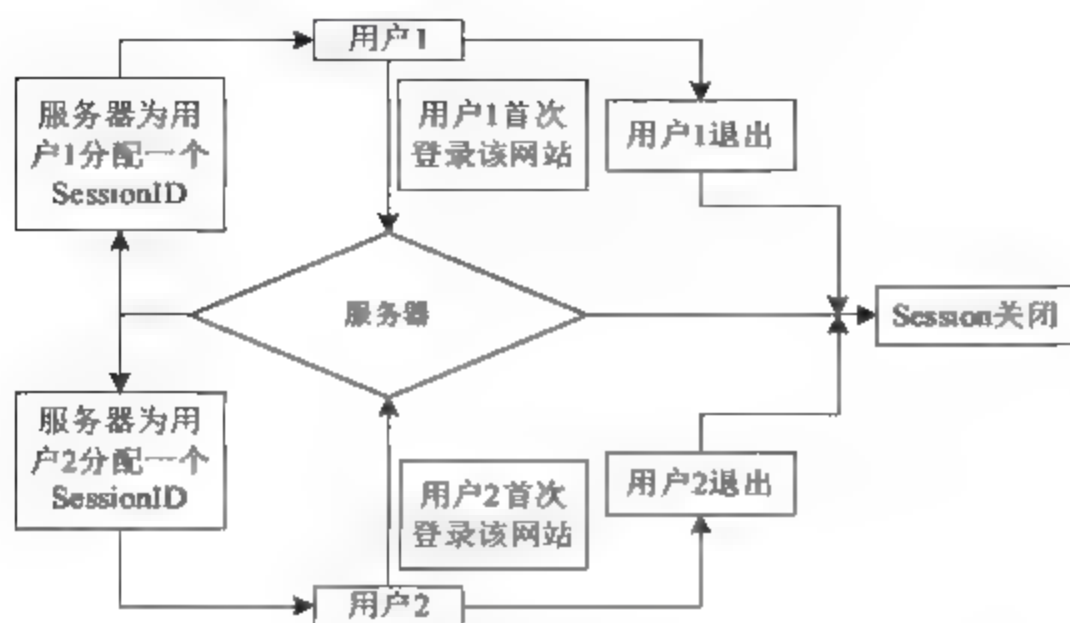 用户1
服务器为用
户1分配一个
SessionID
用户1首次
登录该网站
用户1退出
服务器
Session关闭
服务器为用
户2分配一个
SessionID
用户2首次
登录该网站
用户2退出
用户2